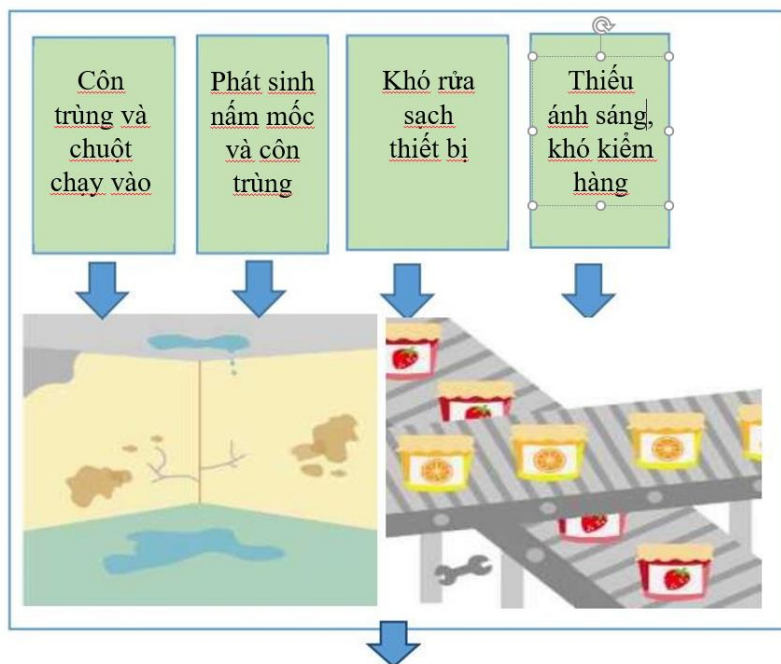 Côn
trùng và
chuột
chạy vào
Phát sinh
nấm mốc
và côn
trùng
Khó rửa
sạch
thiết bị
Thiếu
ánh sáng,
khó kiểm
hàng